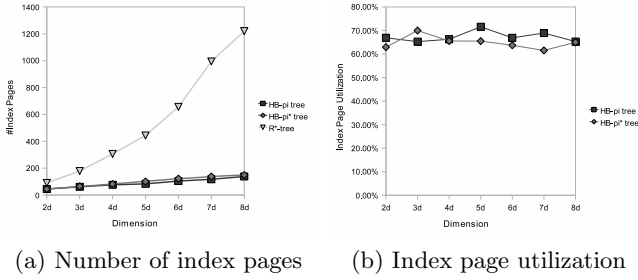 1400
1200
1000
800
600
400
200
0
#Index Pages
2d 3d 4d 5d 6d 7d 8d
Dimension
HB-pi tree
HB-pi* tree
R*-tree
80.00%
70.00%
60.00%
50.00%
40.00%
30.00%
20.00%
10.00%
0.00%
Index Page Utilization
2d 3d 4d 5d 6d 7d 8d
Dimension
HB-pi tree
HB-pi* tree
(a) Number of index pages
(b) Index page utilization